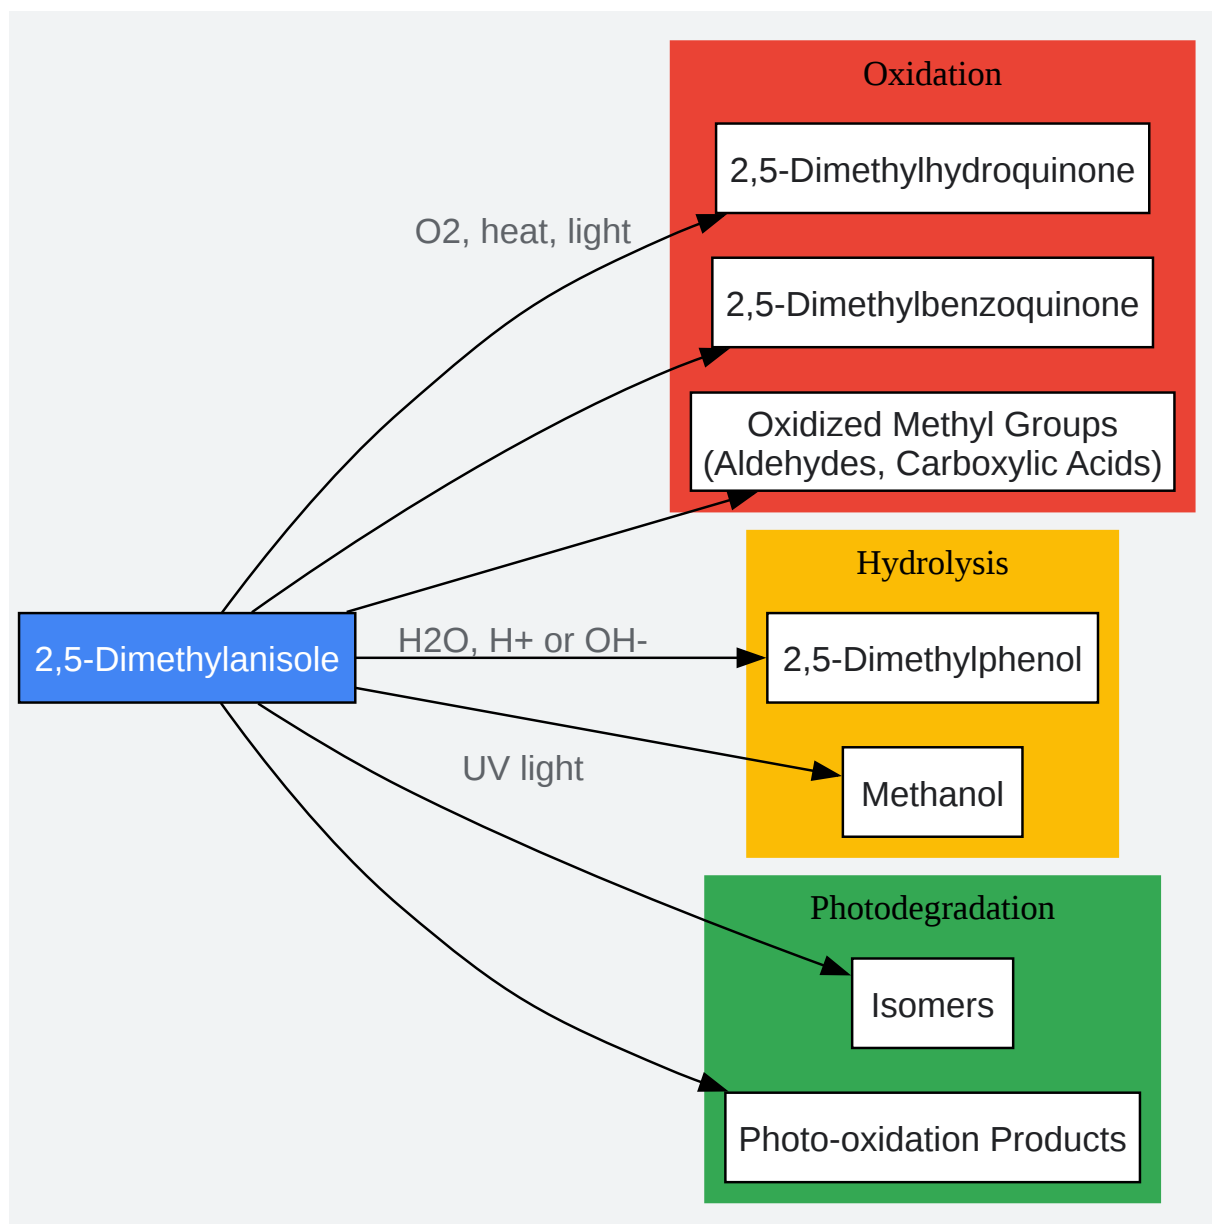 Oxidation
2,5-Dimethylhydroquinone
O2, heat, light
2,5-Dimethylbenzoquinone
Oxidized Methyl Groups
(Aldehydes, Carboxylic Acids)
Hydrolysis
2,5-Dimethylanisole
H2O, H+ or OH-
2,5-Dimethylphenol
UV light
Methanol
Photodegradation
Isomers
Photo-oxidation Products